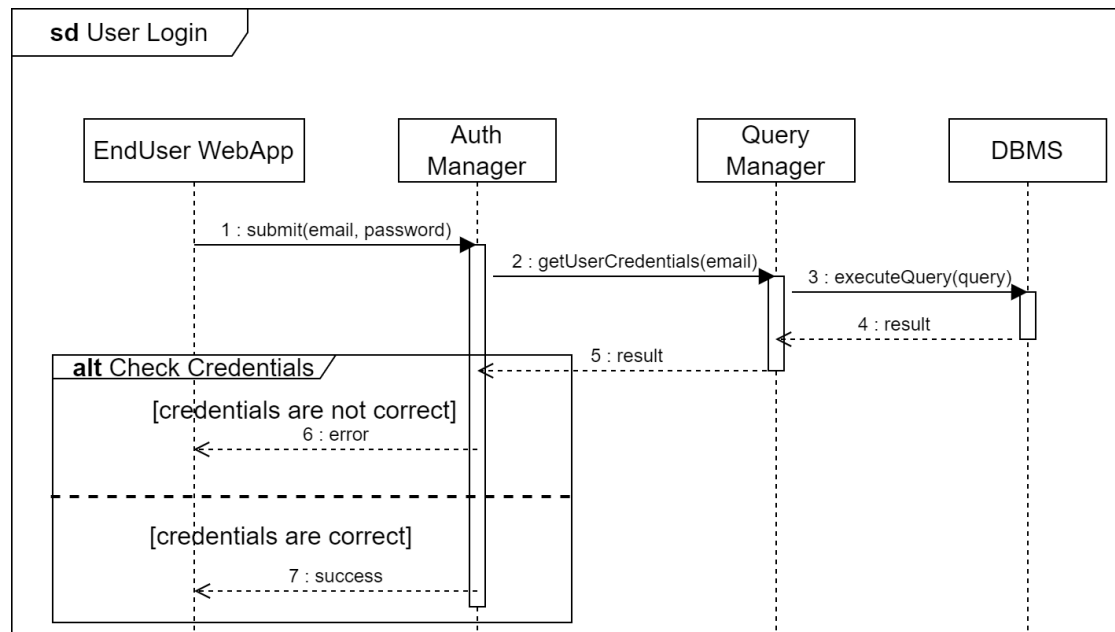 sd User Login
EndUser WebApp
Auth
Manager
Query
Manager
DBMS
1 : submit(email, password)
2 : getUserCredentials(email)
3 : executeQuery(query)
4 : result
5 : result
alt Check Credentials
[credentials are not correct]
6 : error
[credentials are correct]
7 : success